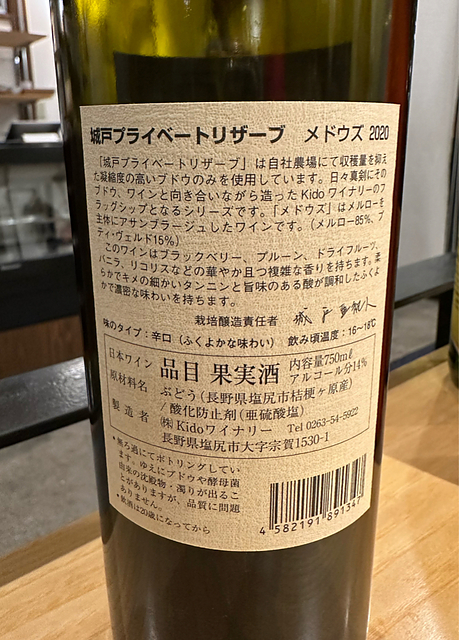 城戸プライベートリザーブ　メドウズ 2020
「城戸プライベートリザーブ」は自社農場にて収穫量を抑え
た凝縮度の高いブドウのみを使用しています。日々真剣にその
ブドウ、ワインと向き合いながら造ったKidoワイナリーのフ
ラッグシップとなるシリーズです。「メドウズ」はメルローを
主体にアサンブラージュしたワインです。（メルロー85%、プ
ティ・ヴェルド15%）
このワインはブラックベリー、プルーン、ドライフルーツ、
バニラ、リコリスなどの華やか且つ複雑な香りを持ちます。柔
らかでキメの細かいタンニンと旨味のある酸が調和したふくよ
かで濃密な味わいを持ちます。
栽培醸造責任者
味のタイプ：辛口（ふくよかな味わい）　飲み頃温度：16〜18℃
日本ワイン 品目 果実酒 内容量750ml
アルコール分14%
原材料名 ぶどう（長野県塩尻市桔梗ヶ原産）
/ 酸化防止剤（亜硫酸塩）
製造者 ㈱Kidoワイナリー Tel 0263-54-5922
長野県塩尻市大字宗賀1530-1
•無ろ過にてボトリングしてい
ます。ゆえにブドウや酵母菌
由来の沈殿物・濁りが出るこ
とがありますが、品質に問題
•飲酒は20歳になってから
4 582191 891347